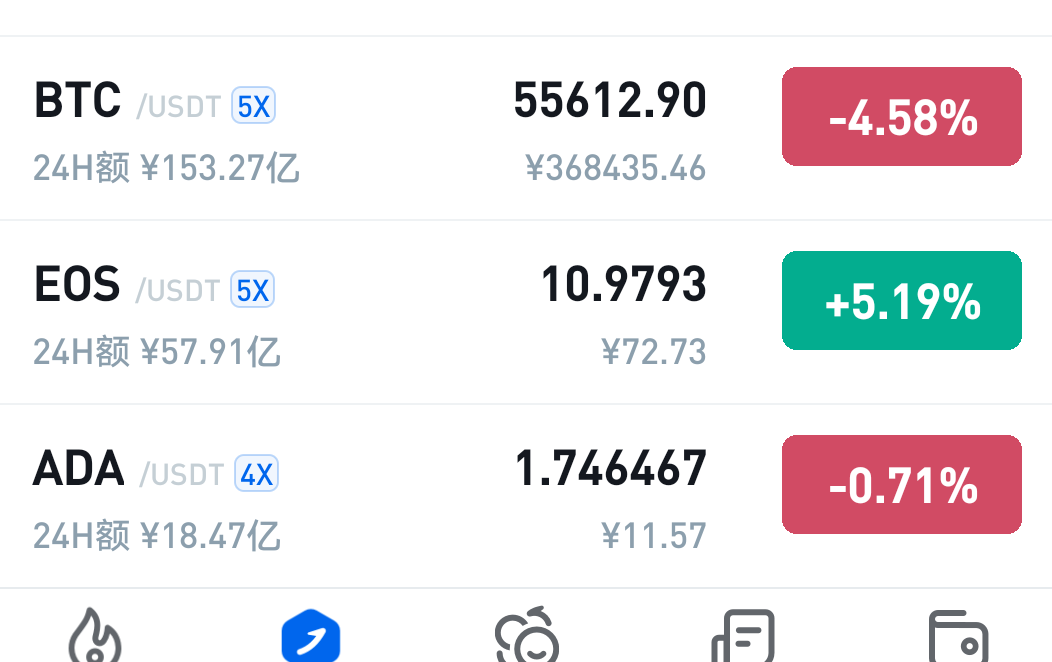 BTC /USDT 5X 55612.90 -4.58%
24H额 ¥153.27亿 ¥368435.46
EOS /USDT 5X 10.9793 +5.19%
24H额 ¥57.91亿 ¥72.73
ADA /USDT 4X 1.746467 -0.71%
24H额 ¥18.47亿 ¥11.57